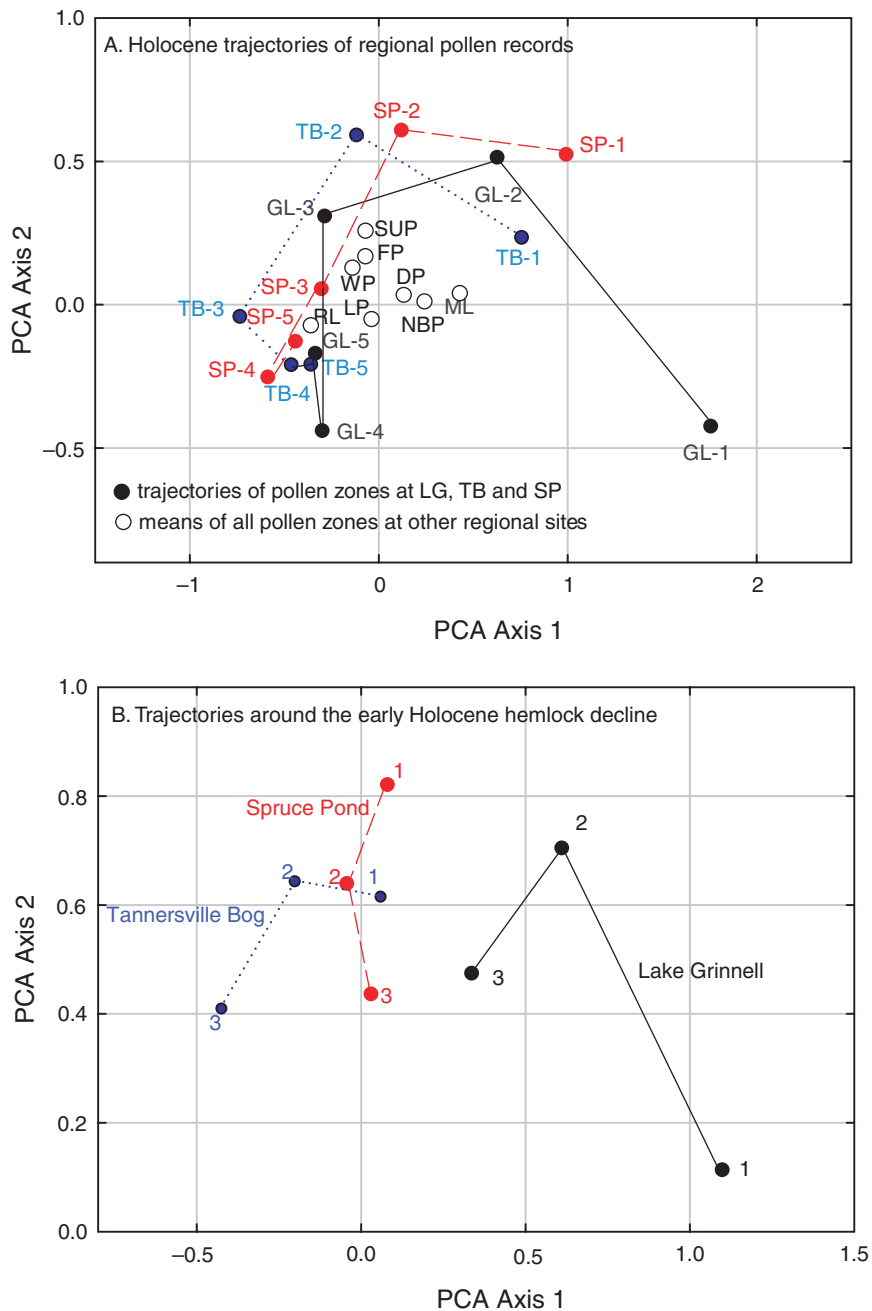 A. Holocene trajectories of regional pollen records
1.0
0.5
0.0
−0.5
PCA Axis 2
SP-2
TB-2
SP-1
GL-2
GL-3
SUP
FP
TB-1
WP
DP
SP-3
ML
TB-3
LP
NBP
SP-5
RL
GL-5
SP-4
TB-5
TB-4
GL-4
GL-1
trajectories of pollen zones at LG, TB and SP
means of all pollen zones at other regional sites
−1
0
1
2
PCA Axis 1
B. Trajectories around the early Holocene hemlock decline
1.0
0.8
0.6
0.4
0.2
0.0
PCA Axis 2
1
Spruce Pond
2
2
2
1
Tannersville Bog
3
Lake Grinnell
3
3
1
−0.5
0.0
0.5
1.0
1.5
PCA Axis 1